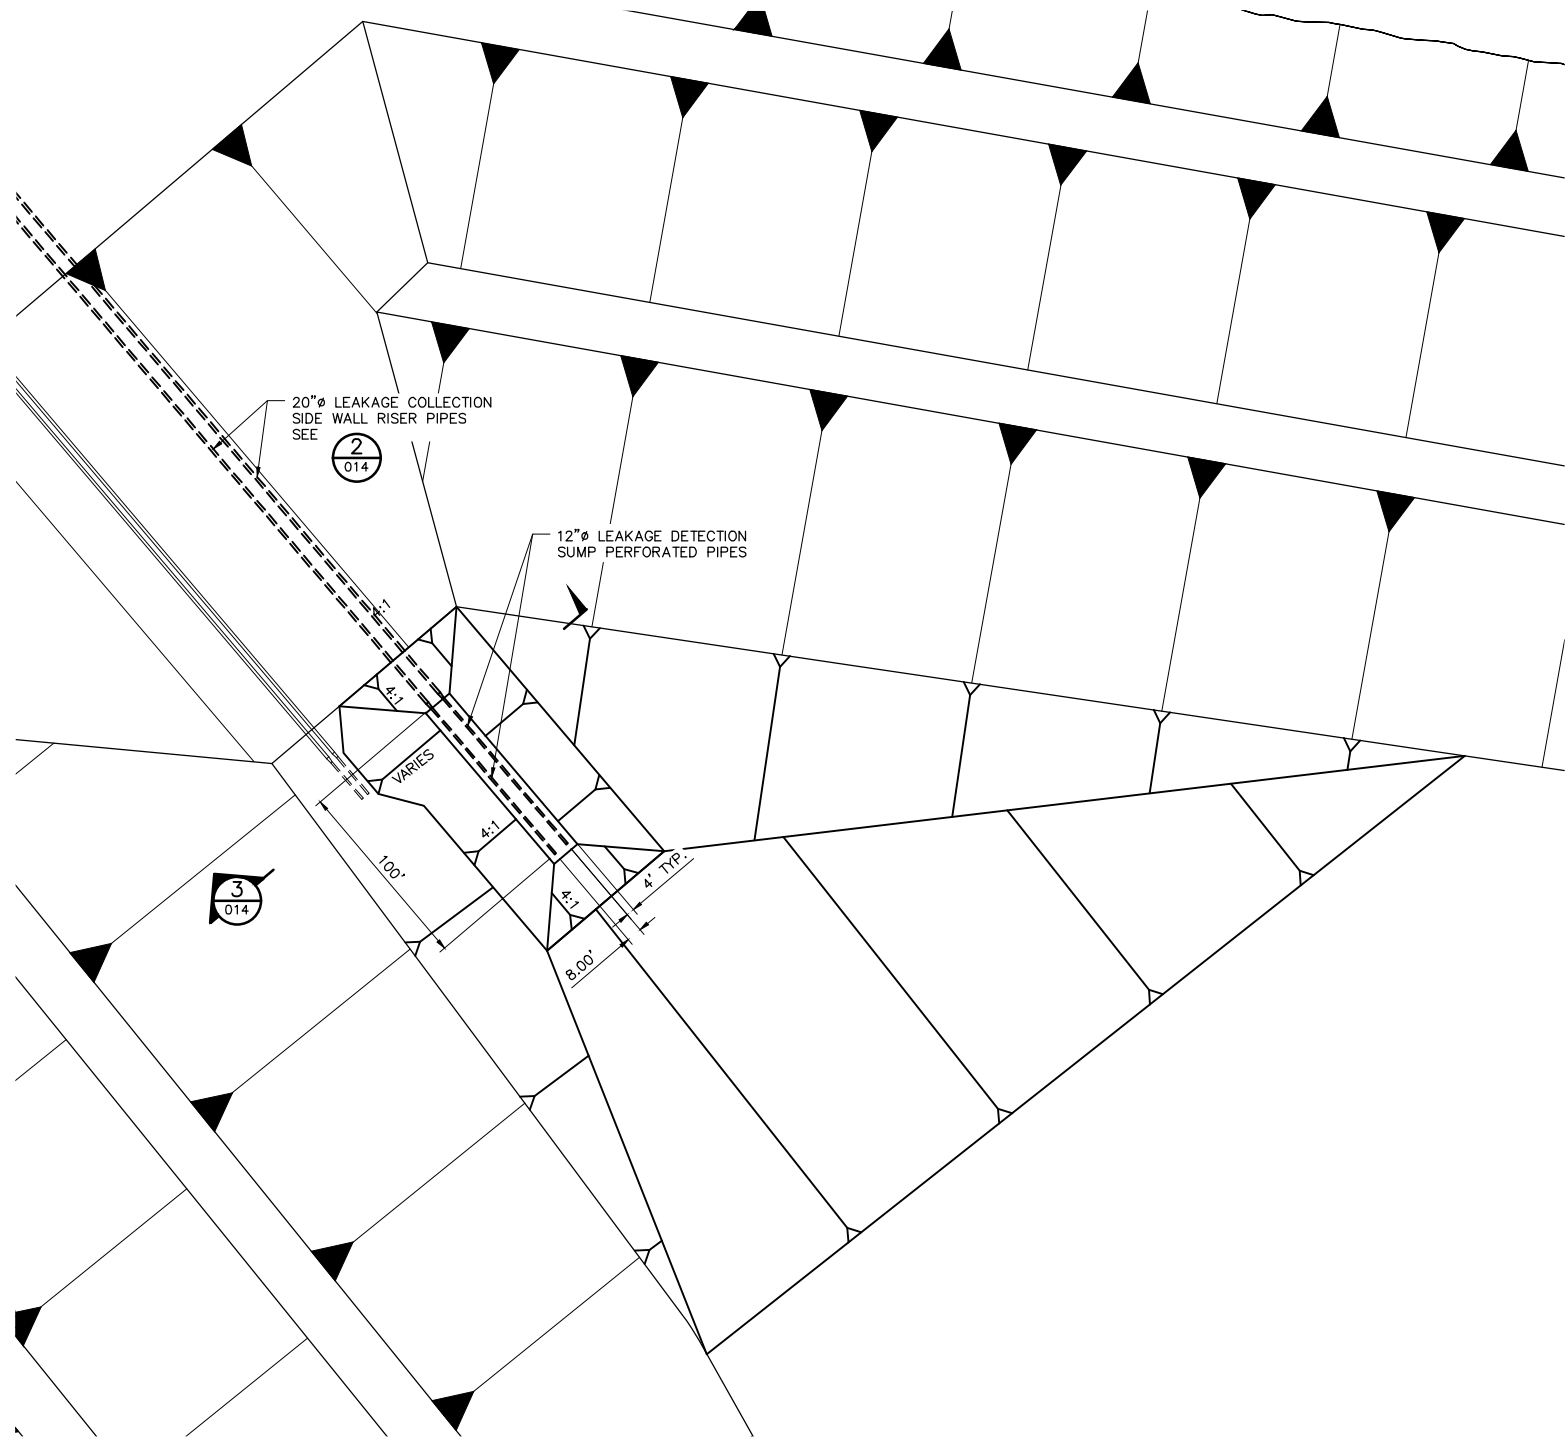 20"ø LEAKAGE COLLECTION
SIDE WALL RISER PIPES
SEE
2
014
12"ø LEAKAGE DETECTION
SUMP PERFORATED PIPES
4:1
4:1
VARIES
4:1
100'
4:1
4' TYP.
8.00'
3
014